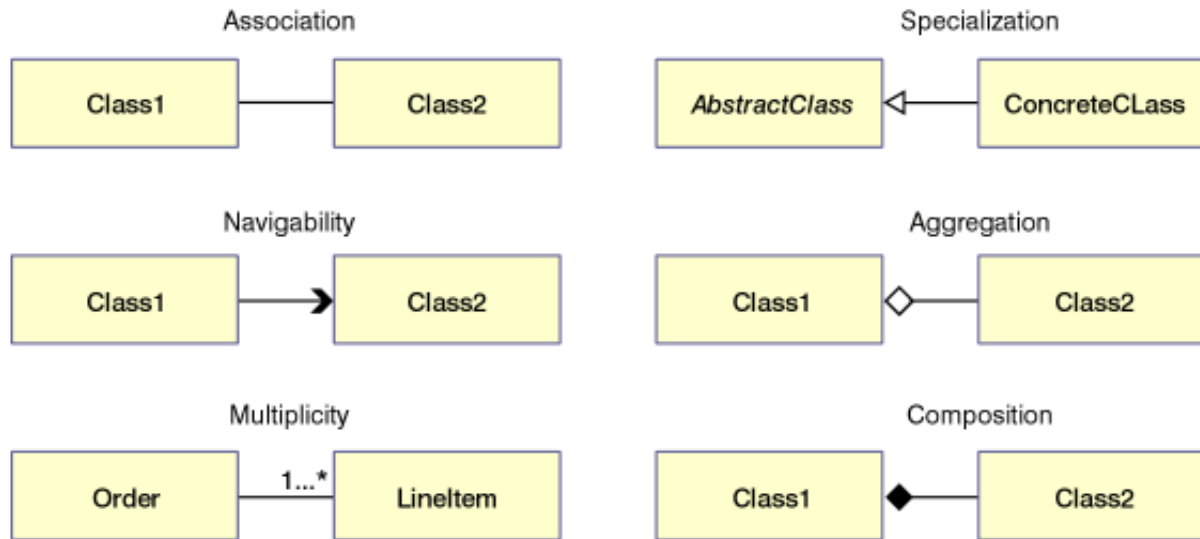 Association
Specialization
Class1
Class2
AbstractClass
ConcreteCLass
Navigability
Aggregation
Class1
Class2
Class1
Class2
Multiplicity
Composition
Order
1...*
LineItem
Class1
Class2